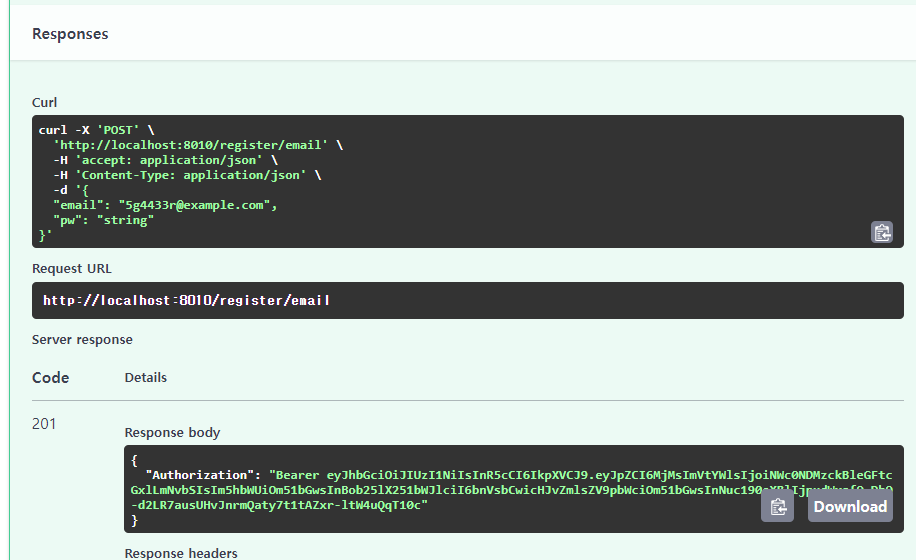 Responses
Curl
curl -X 'POST' \
'http://localhost:8010/register/email' \
-H 'accept: application/json' \
-H 'Content-Type: application/json' \
-d '{
"email": "5g4433r@example.com",
"pw": "string"
}'
Request URL
http://localhost:8010/register/email
Server response
Code
Details
201
Response body
{
"Authorization": "Bearer eyJhbGciOiJIUzI1NiIsInR5cCI6IkpXVCJ9.eyJpZCI6MjMsImVtYWlsIjoiNWc0NDMzckBleGFtc
GxlLmNvbSIsIm5hbWUiOm51bGwsInBob25lX251bWJlciI6bnVsbCwicHJvZmlsZV9pbWciOm51bGwsInNuc190
-d2LR7ausUHvJnrmQaty7t1tAZxr-ltW4uQqT10c"
}
Download
Response headers